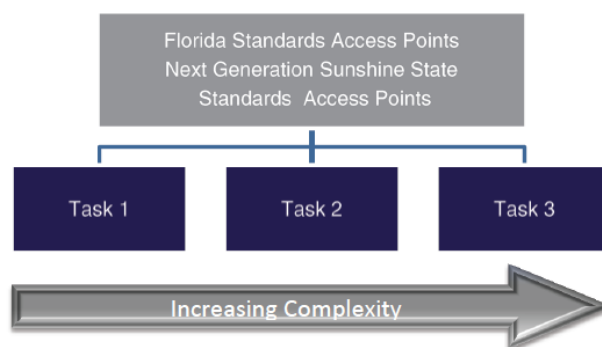 Florida Standards Access Points
Next Generation Sunshine State
Standards Access Points
Task 1
Task 2
Task 3
Increasing Complexity